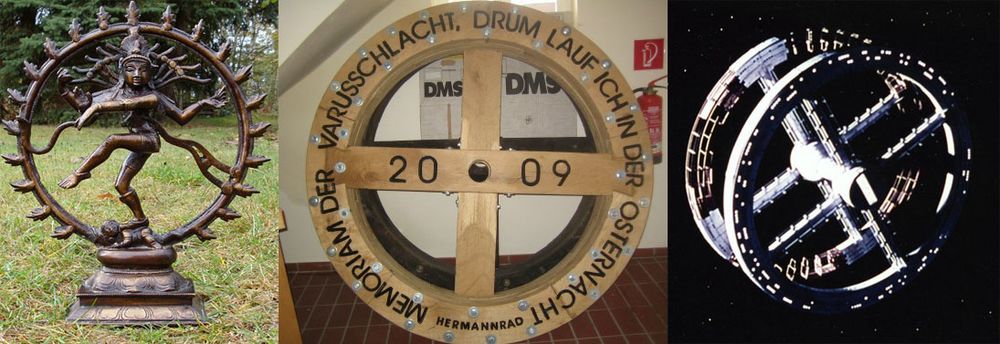 MEMORIAM DER VARUSSCHLACHT, DRUM LAUF ICH IN DER OSTERNACHT
DMS DMS
20 09
HERMANNRAD